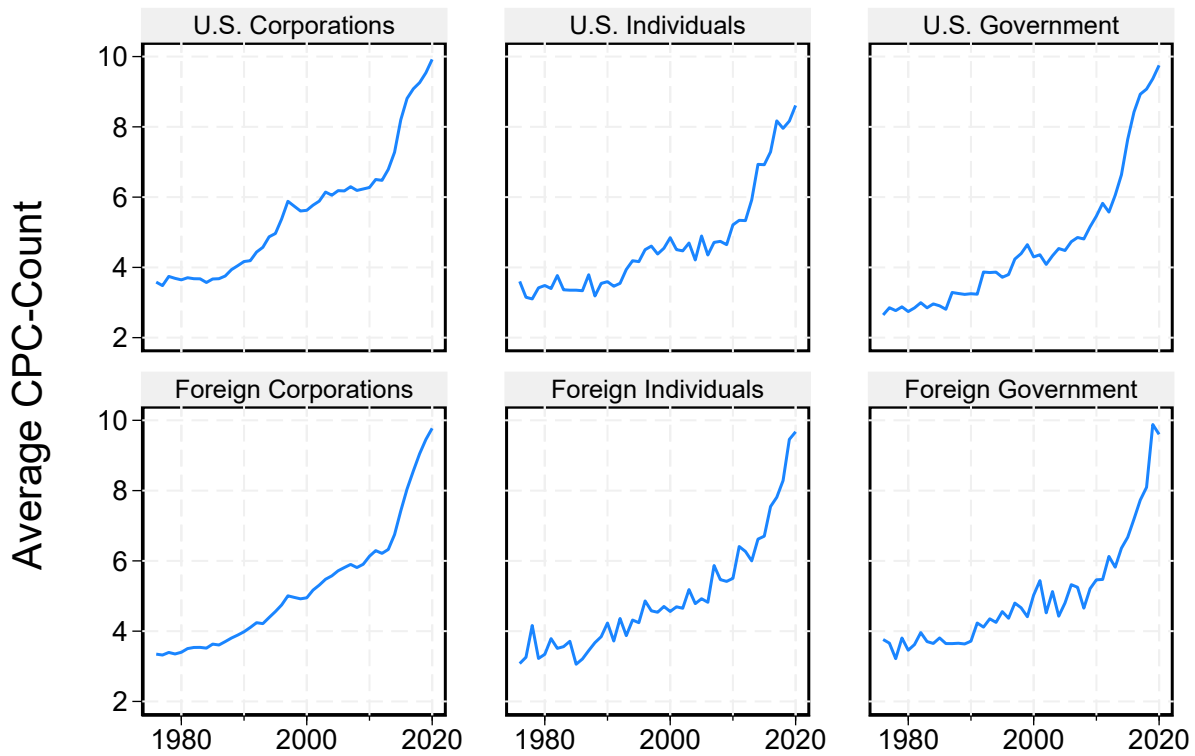 Average CPC-Count
U.S. Corporations
U.S. Individuals
U.S. Government
10
8
6
4
2
Foreign Corporations
Foreign Individuals
Foreign Government
10
8
6
4
2
1980 2000 2020
1980 2000 2020
1980 2000 2020